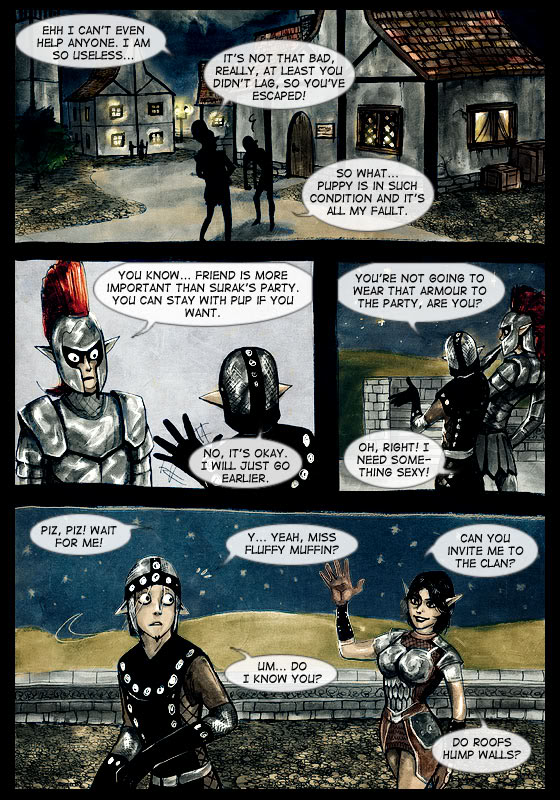 EHH I CAN'T EVEN
HELP ANYONE. I AM
SO USELESS...
IT'S NOT THAT BAD,
REALLY, AT LEAST YOU
DIDN'T LAG, SO YOU'VE
ESCAPED!
SO WHAT...
PUPPY IS IN SUCH
CONDITION AND IT'S
ALL MY FAULT.
YOU KNOW... FRIEND IS MORE
IMPORTANT THAN SURAK'S PARTY.
YOU CAN STAY WITH PUP IF YOU
WANT.
NO, IT'S OKAY.
I WILL JUST GO
EARLIER.
YOU'RE NOT GOING TO
WEAR THAT ARMOUR TO
THE PARTY, ARE YOU?
OH, RIGHT! I
NEED SOME-
THING SEXY!
PIZ, PIZ! WAIT
FOR ME!
Y... YEAH, MISS
FLUFFY MUFFIN?
CAN YOU
INVITE ME TO
THE CLAN?
UM... DO
I KNOW YOU?
DO ROOFS
HUMP WALLS?